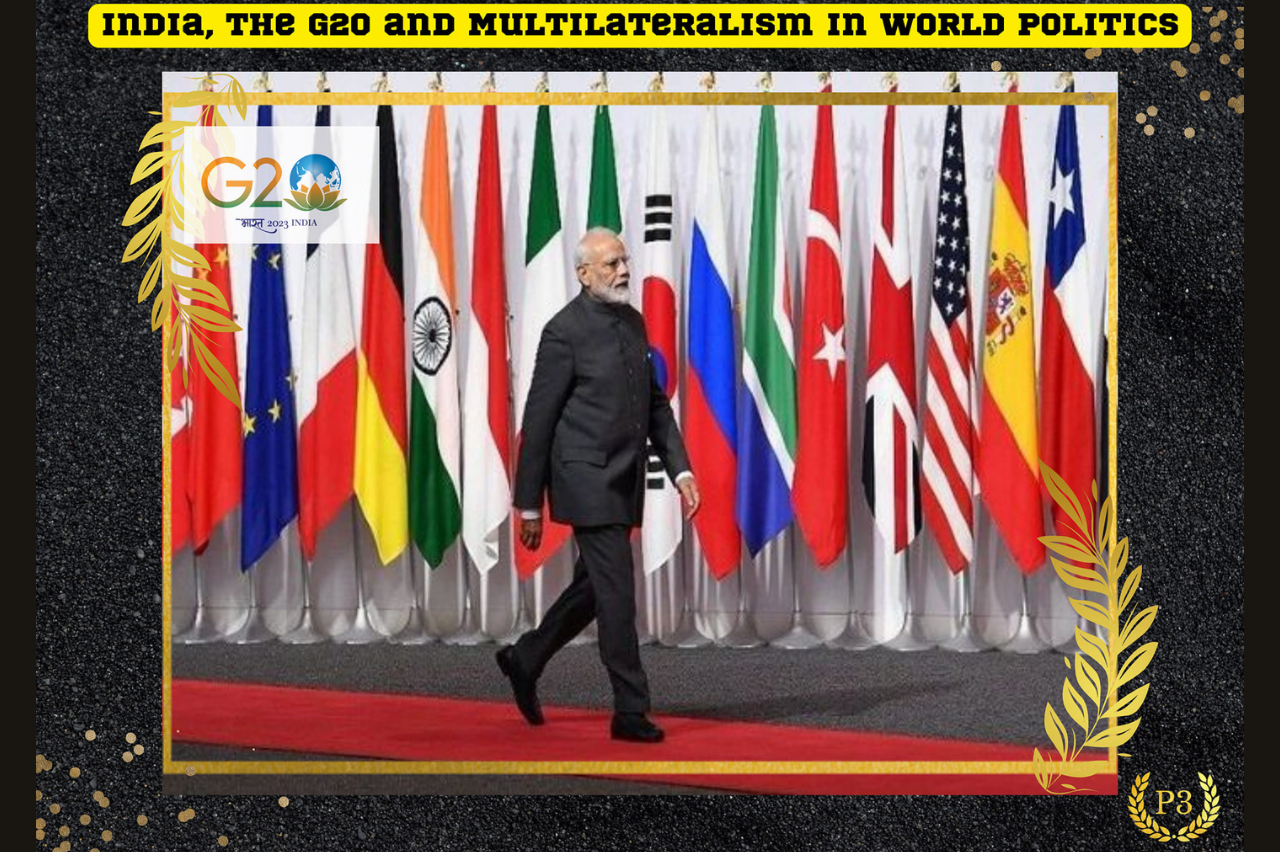 India, The G20 and Multilateralism in World Politics
G20
भारत 2023 INDIA
P3